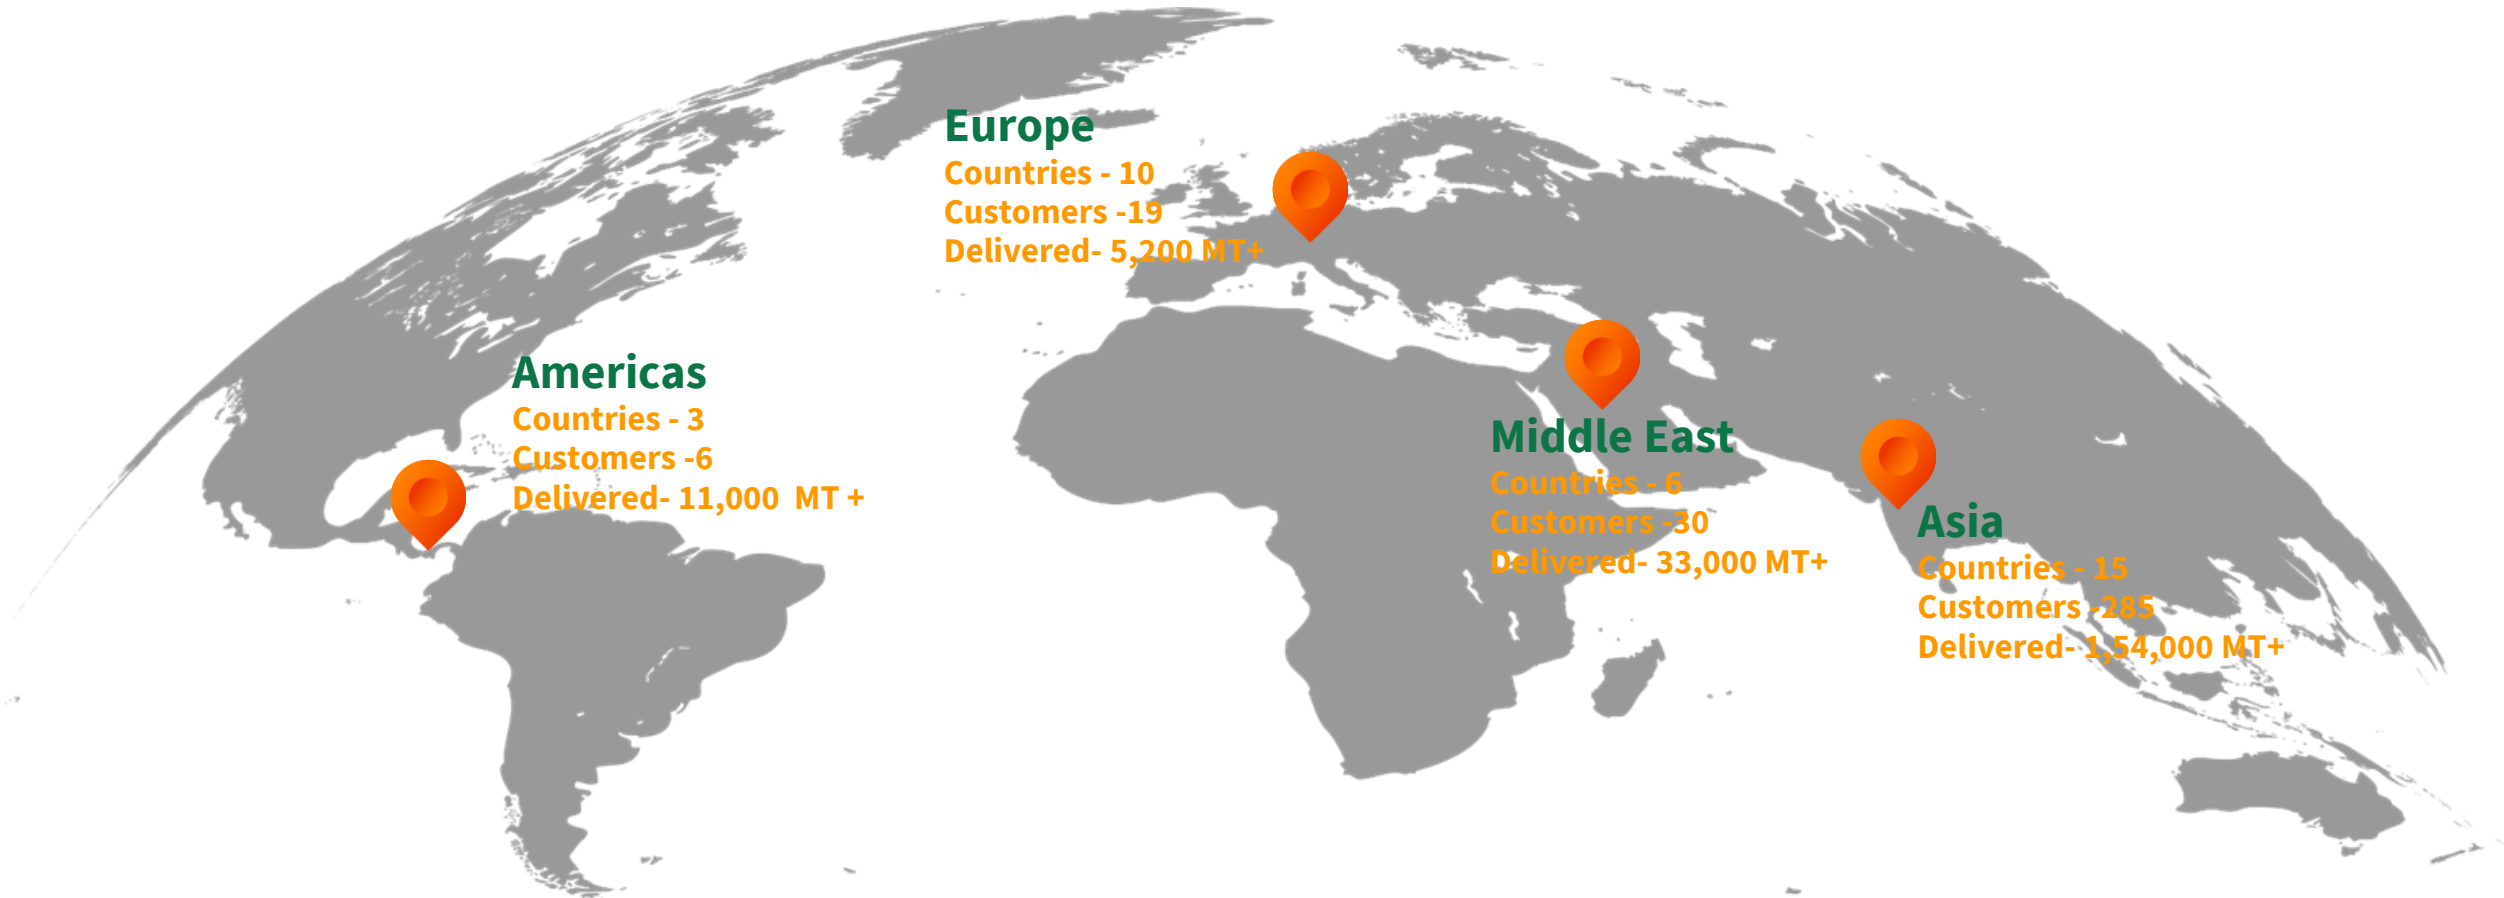 Europe
Countries - 10
Customers -19
Delivered- 5,200 MT+
Americas
Countries - 3
Customers -6
Delivered- 11,000  MT +
Middle East
Countries - 6
Customers -30
Delivered- 33,000 MT+
Asia
Countries - 15
Customers -285
Delivered- 1,54,000 MT+